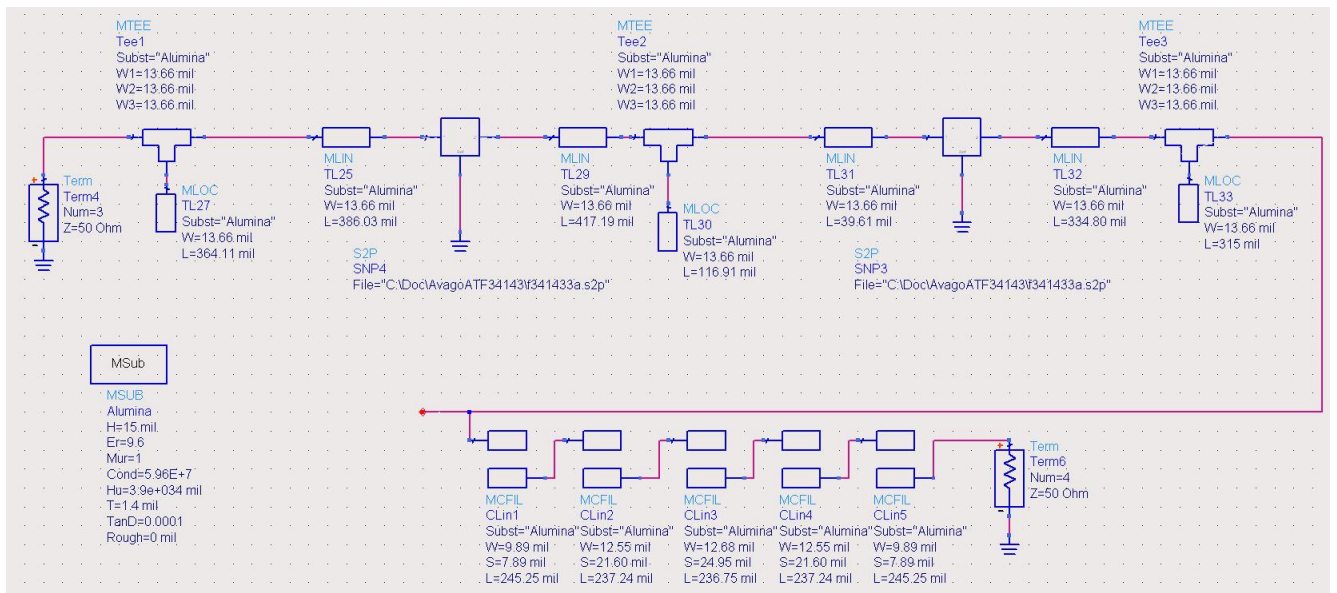 MTEE
Tee1
Subst="Alumina"
W1=13.66 mil
W2=13.66 mil
W3=13.66 mil
MTEE
Tee2
Subst="Alumina"
W1=13.66 mil
W2=13.66 mil
W3=13.66 mil
MTEE
Tee3
Subst="Alumina"
W1=13.66 mil
W2=13.66 mil
W3=13.66 mil
Term
Term4
Num=3
Z=50 Ohm
MLOC
TL27
Subst="Alumina"
W=13.66 mil
L=364.11 mil
MLIN
TL25
Subst="Alumina"
W=13.66 mil
L=386.03 mil
Ref
S2P
SNP4
File="C:\Doc\AvagoATF34143\f341433a.s2p"
MLIN
TL29
Subst="Alumina"
W=13.66 mil
L=417.19 mil
MLOC
TL30
Subst="Alumina"
W=13.66 mil
L=116.91 mil
MLIN
TL31
Subst="Alumina"
W=13.66 mil
L=39.61 mil
Ref
S2P
SNP3
File="C:\Doc\AvagoATF34143\f341433a.s2p"
MLIN
TL32
Subst="Alumina"
W=13.66 mil
L=334.80 mil
MLOC
TL33
Subst="Alumina"
W=13.66 mil
L=315 mil
MSub
MSUB
Alumina
H=15 mil
Er=9.6
Mur=1
Cond=5.96E+7
Hu=3.9e+034 mil
T=1.4 mil
TanD=0.0001
Rough=0 mil
MCFIL
CLin1
Subst="Alumina"
W=9.89 mil
S=7.89 mil
L=245.25 mil
MCFIL
CLin2
Subst="Alumina"
W=12.55 mil
S=21.60 mil
L=237.24 mil
MCFIL
CLin3
Subst="Alumina"
W=12.68 mil
S=24.95 mil
L=236.75 mil
MCFIL
CLin4
Subst="Alumina"
W=12.55 mil
S=21.60 mil
L=237.24 mil
MCFIL
CLin5
Subst="Alumina"
W=9.89 mil
S=7.89 mil
L=245.25 mil
Term
Term6
Num=4
Z=50 Ohm